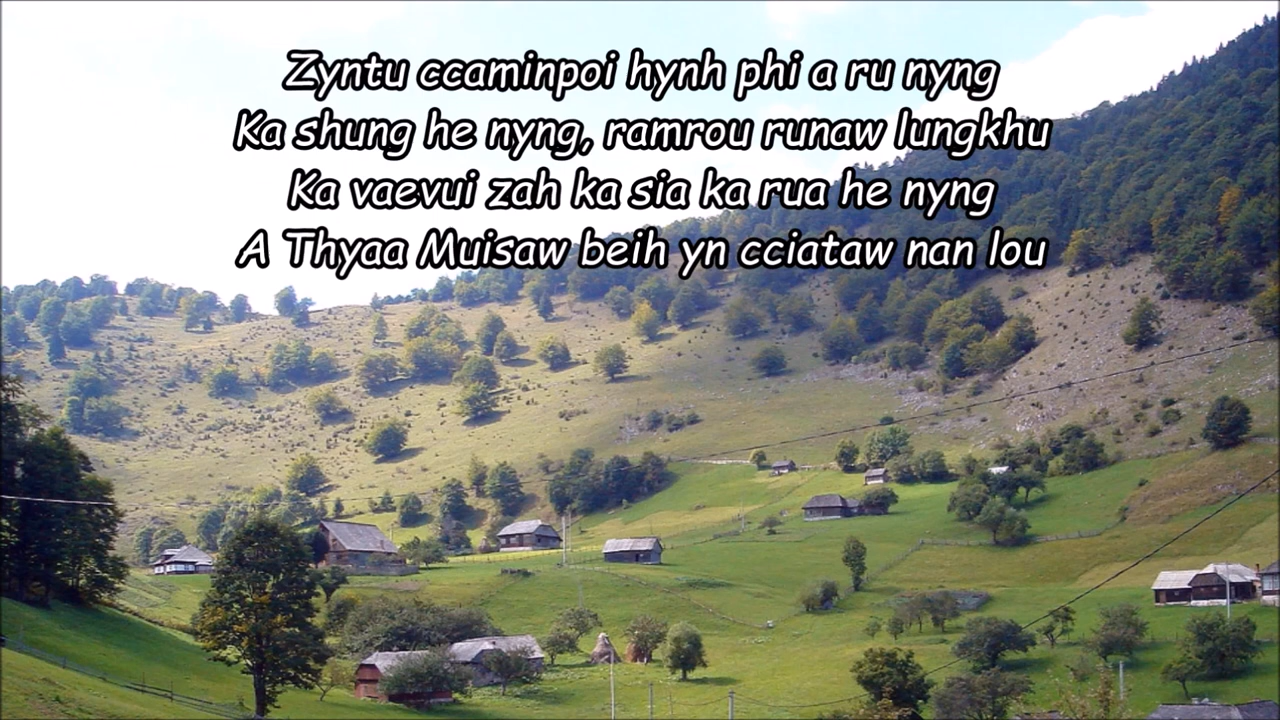 Zyntu ccaminpoi hynh phi a ru nyng
Ka shung he nyng, ramrou runaw lungkhu
Ka vaevui zah ka sia ka rua he nyng
A Thyaa Muisaw beih yn cciataw nan lou